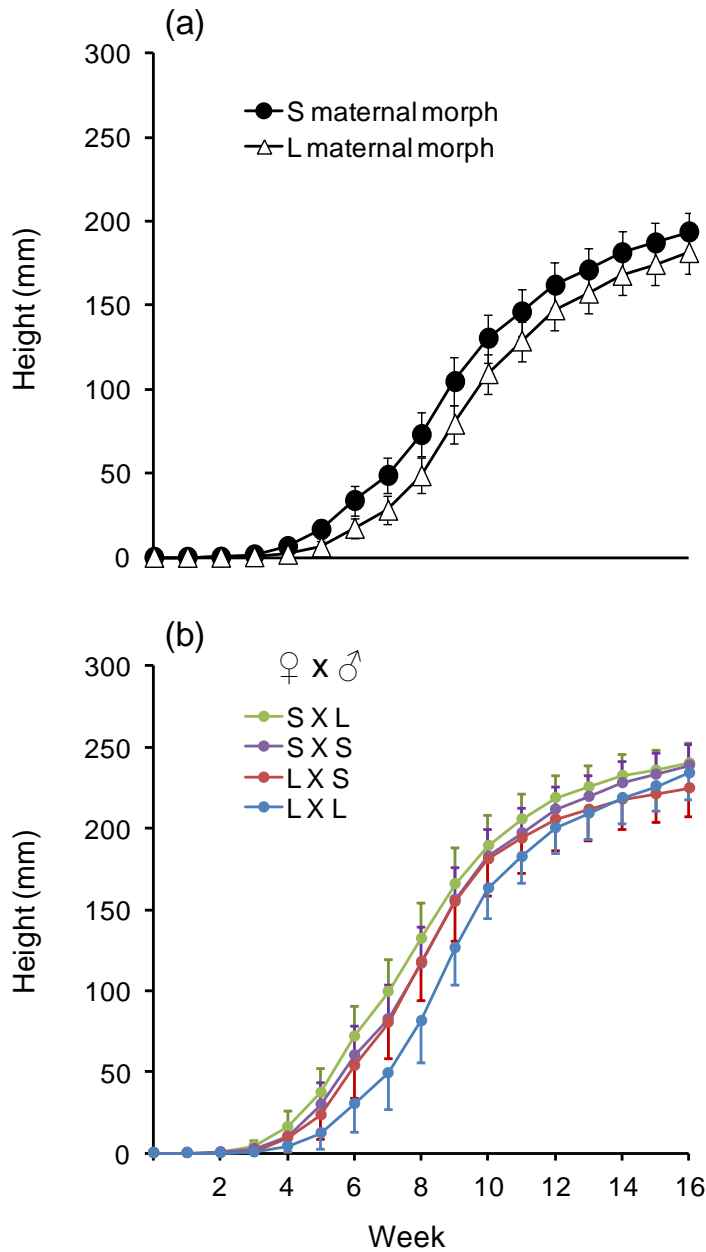 (a)
300
250
200
150
100
50
0
Height (mm)
S maternal morph
L maternal morph
(b)
♀ x ♂
300
250
200
150
100
50
0
Height (mm)
S X L
S X S
L X S
L X L
2 4 6 8 10 12 14 16
Week